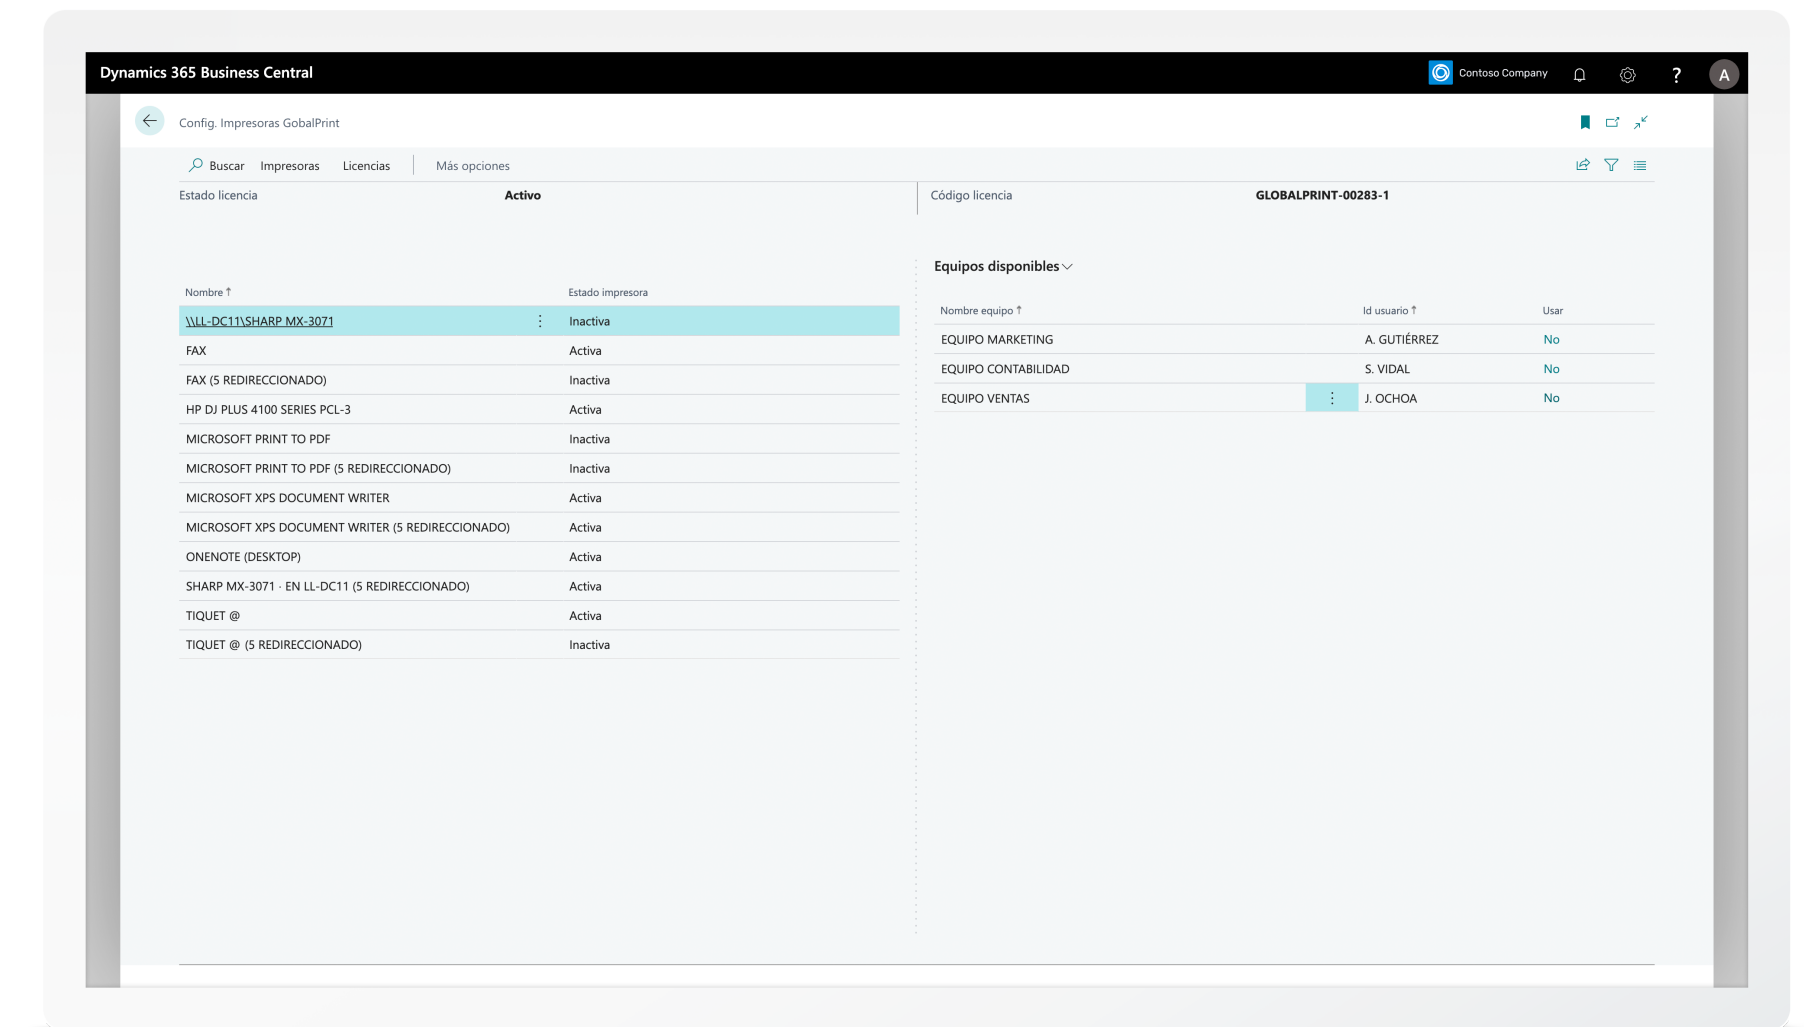 Dynamics 365 Business Central
Contoso Company
?
A
Config. Impresoras GobalPrint
Buscar Impresoras Licencias Más opciones
Estado licencia Activo Código licencia GLOBALPRINT-00283-1
Equipos disponibles
Nombre ↑ Estado impresora
\\LL-DC11\SHARP MX-3071 Inactiva
FAX Activa
FAX (5 REDIRECCIONADO) Inactiva
HP DJ PLUS 4100 SERIES PCL-3 Activa
MICROSOFT PRINT TO PDF Inactiva
MICROSOFT PRINT TO PDF (5 REDIRECCIONADO) Inactiva
MICROSOFT XPS DOCUMENT WRITER Activa
MICROSOFT XPS DOCUMENT WRITER (5 REDIRECCIONADO) Activa
ONENOTE (DESKTOP) Activa
SHARP MX-3071 · EN LL-DC11 (5 REDIRECCIONADO) Activa
TIQUET @ Activa
TIQUET @ (5 REDIRECCIONADO) Inactiva
Nombre equipo ↑ Id usuario ↑ Usar
EQUIPO MARKETING A. GUTIÉRREZ No
EQUIPO CONTABILIDAD S. VIDAL No
EQUIPO VENTAS J. OCHOA No